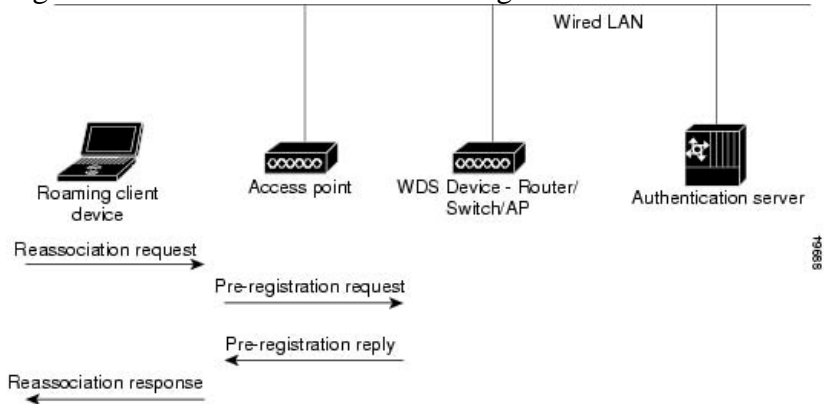 Wired LAN
Roaming client
device
Access point
WDS Device - Router/
Switch/AP
Authentication server
Reassociation request
Pre-registration request
Pre-registration reply
Reassociation response